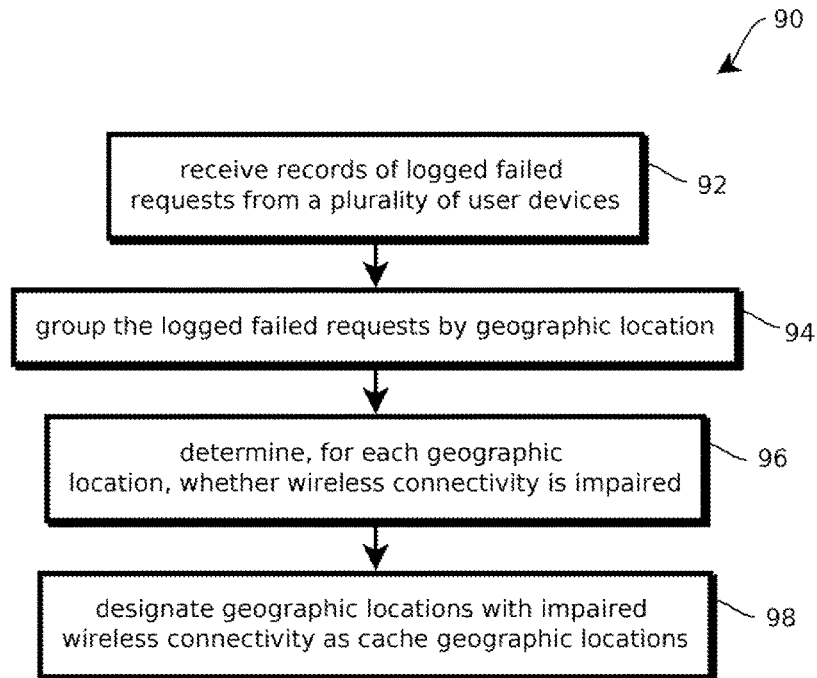 90
receive records of logged failed
requests from a plurality of user devices
92
group the logged failed requests by geographic location
94
determine, for each geographic
location, whether wireless connectivity is impaired
96
designate geographic locations with impaired
wireless connectivity as cache geographic locations
98